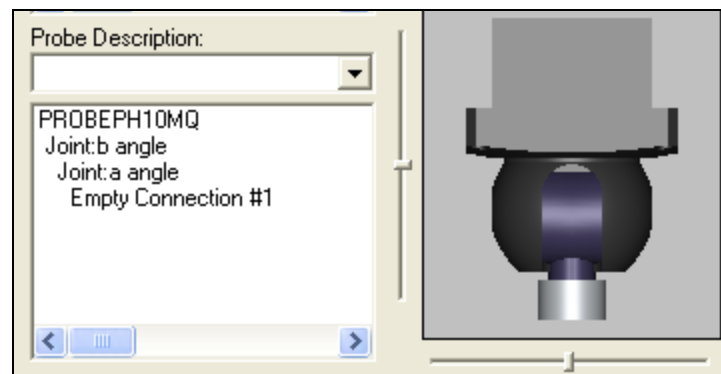 Probe Description:
PROBEPH10MQ
Joint:b angle
Joint:a angle
Empty Connection #1